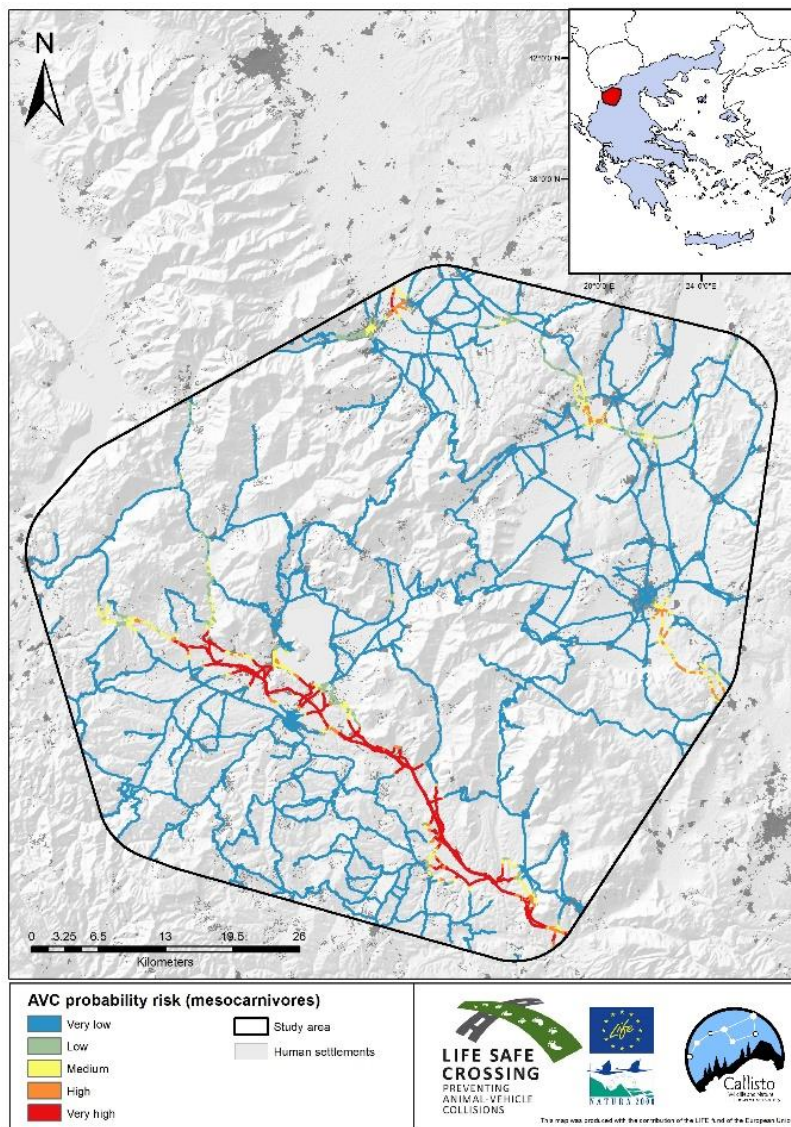 N
42°0'0"N
38°0'0"N
20°0'0"E
24°0'0"E
0 3.25 6.5 13 19.5 26
Kilometers
AVC probability risk (mesocarnivores)
Very low
Low
Medium
High
Very high
Study area
Human settlements
LIFE SAFE
CROSSING
PREVENTING
ANIMAL-VEHICLE
COLLISIONS
Life
NATURA 2000
Callisto
This map was produced with the contribution of the LIFE fund of the European Union